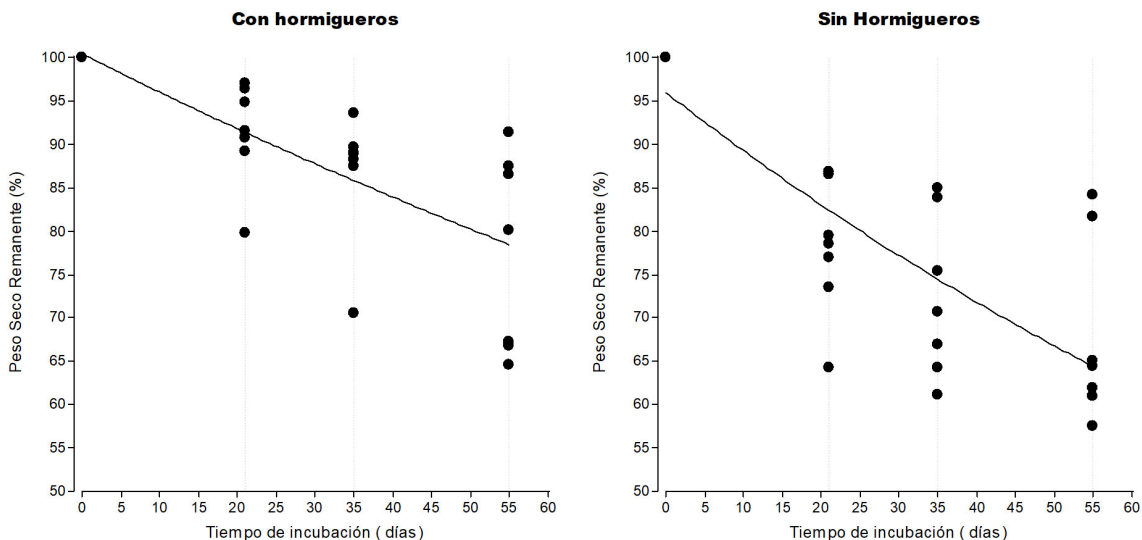 Con hormigueros
100
95
90
85
80
75
70
65
60
55
50
Peso Seco Remanente (%)
0 5 10 15 20 25 30 35 40 45 50 55 60
Tiempo de incubación ( días)
Sin Hormigueros
100
95
90
85
80
75
70
65
60
55
50
Peso Seco Remanente (%)
0 5 10 15 20 25 30 35 40 45 50 55 60
Tiempo de incubación ( días)